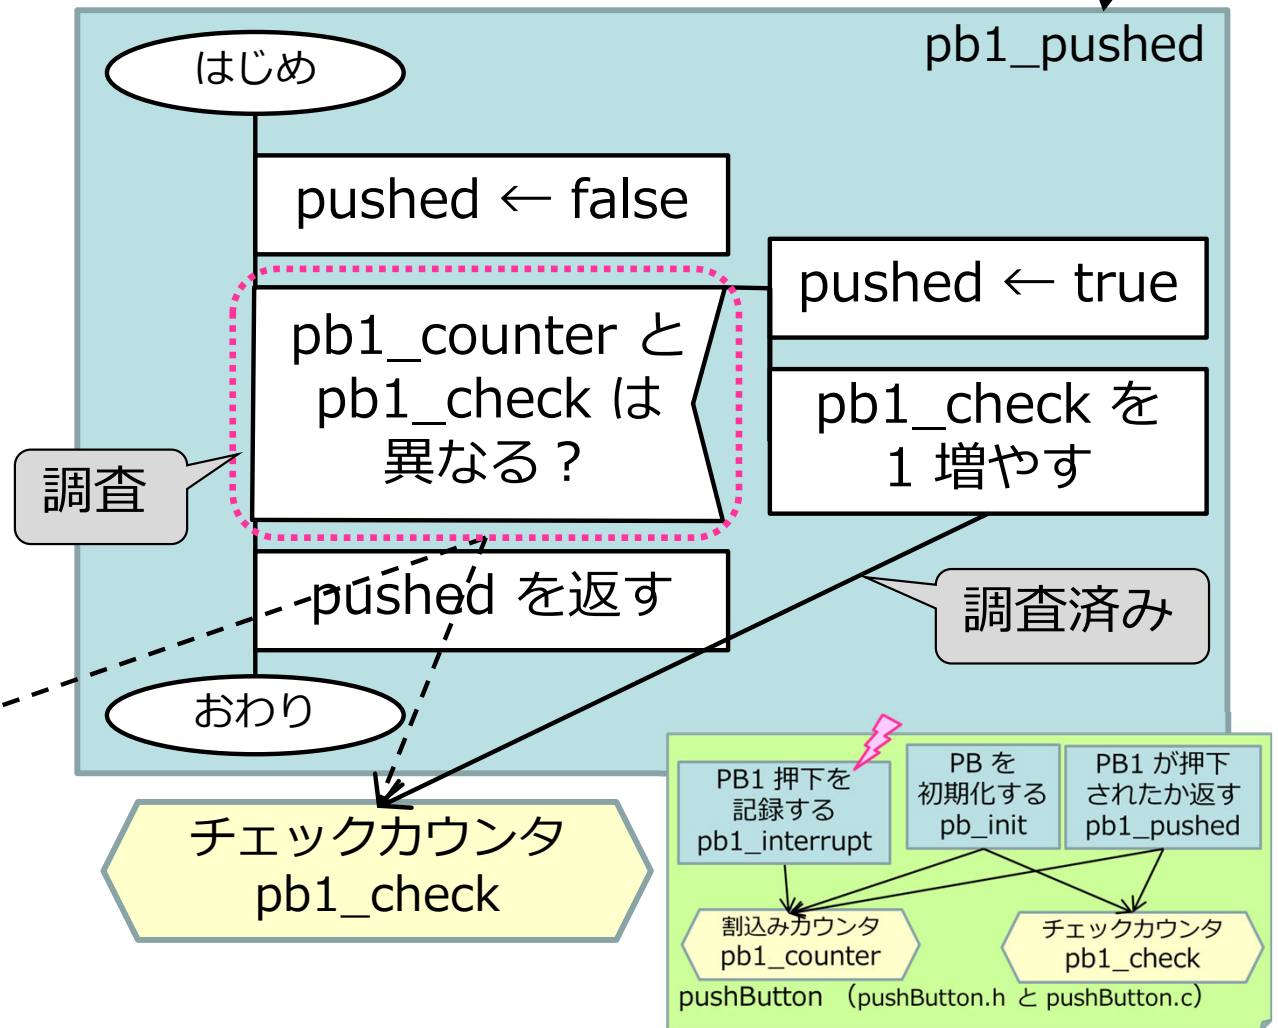 pb1_pushed
はじめ
pushed ← false
pushed ← true
pb1_counter と
pb1_check は
異なる？
pb1_check を
1 増やす
調査
pushed を返す
調査済み
おわり
チェックカウンタ
pb1_check
PB1 押下を
記録する
pb1_interrupt
PB を
初期化する
pb_init
PB1 が押下
されたか返す
pb1_pushed
割込みカウンタ
pb1_counter
チェックカウンタ
pb1_check
pushButton （pushButton.h と pushButton.c）